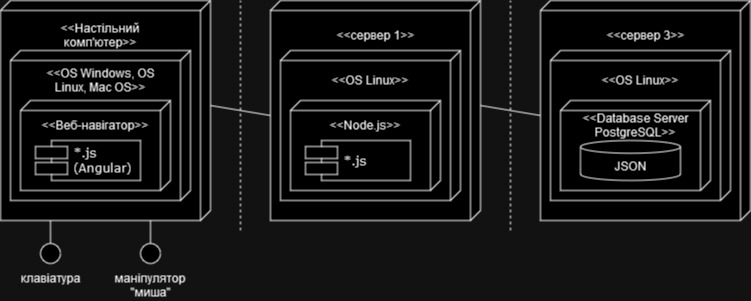 <<Настільний
комп'ютер>>
<<OS Windows, OS
Linux, Mac OS>>
<<Веб-навігатор>>
*.js
(Angular)
клавіатура
маніпулятор
"миша"
<<сервер 1>>
<<OS Linux>>
<<Node.js>>
*.js
<<сервер 3>>
<<OS Linux>>
<<Database Server
PostgreSQL>>
JSON